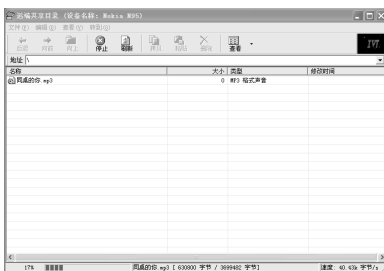 远端共享目录 (设备名称: Nokia N95)
文件(F) 编辑(E) 查看(V) 转到(G)
后退 向前 向上 停止 刷新 拷贝 粘贴 删除 查看
IVT
地址 \
名称 大小 类型 修改时间
同桌的你.mp3 0 MP3 格式声音
17% 同桌的你.mp3 [ 630800 字节 / 3699482 字节] 速度: 40.43k 字节/s